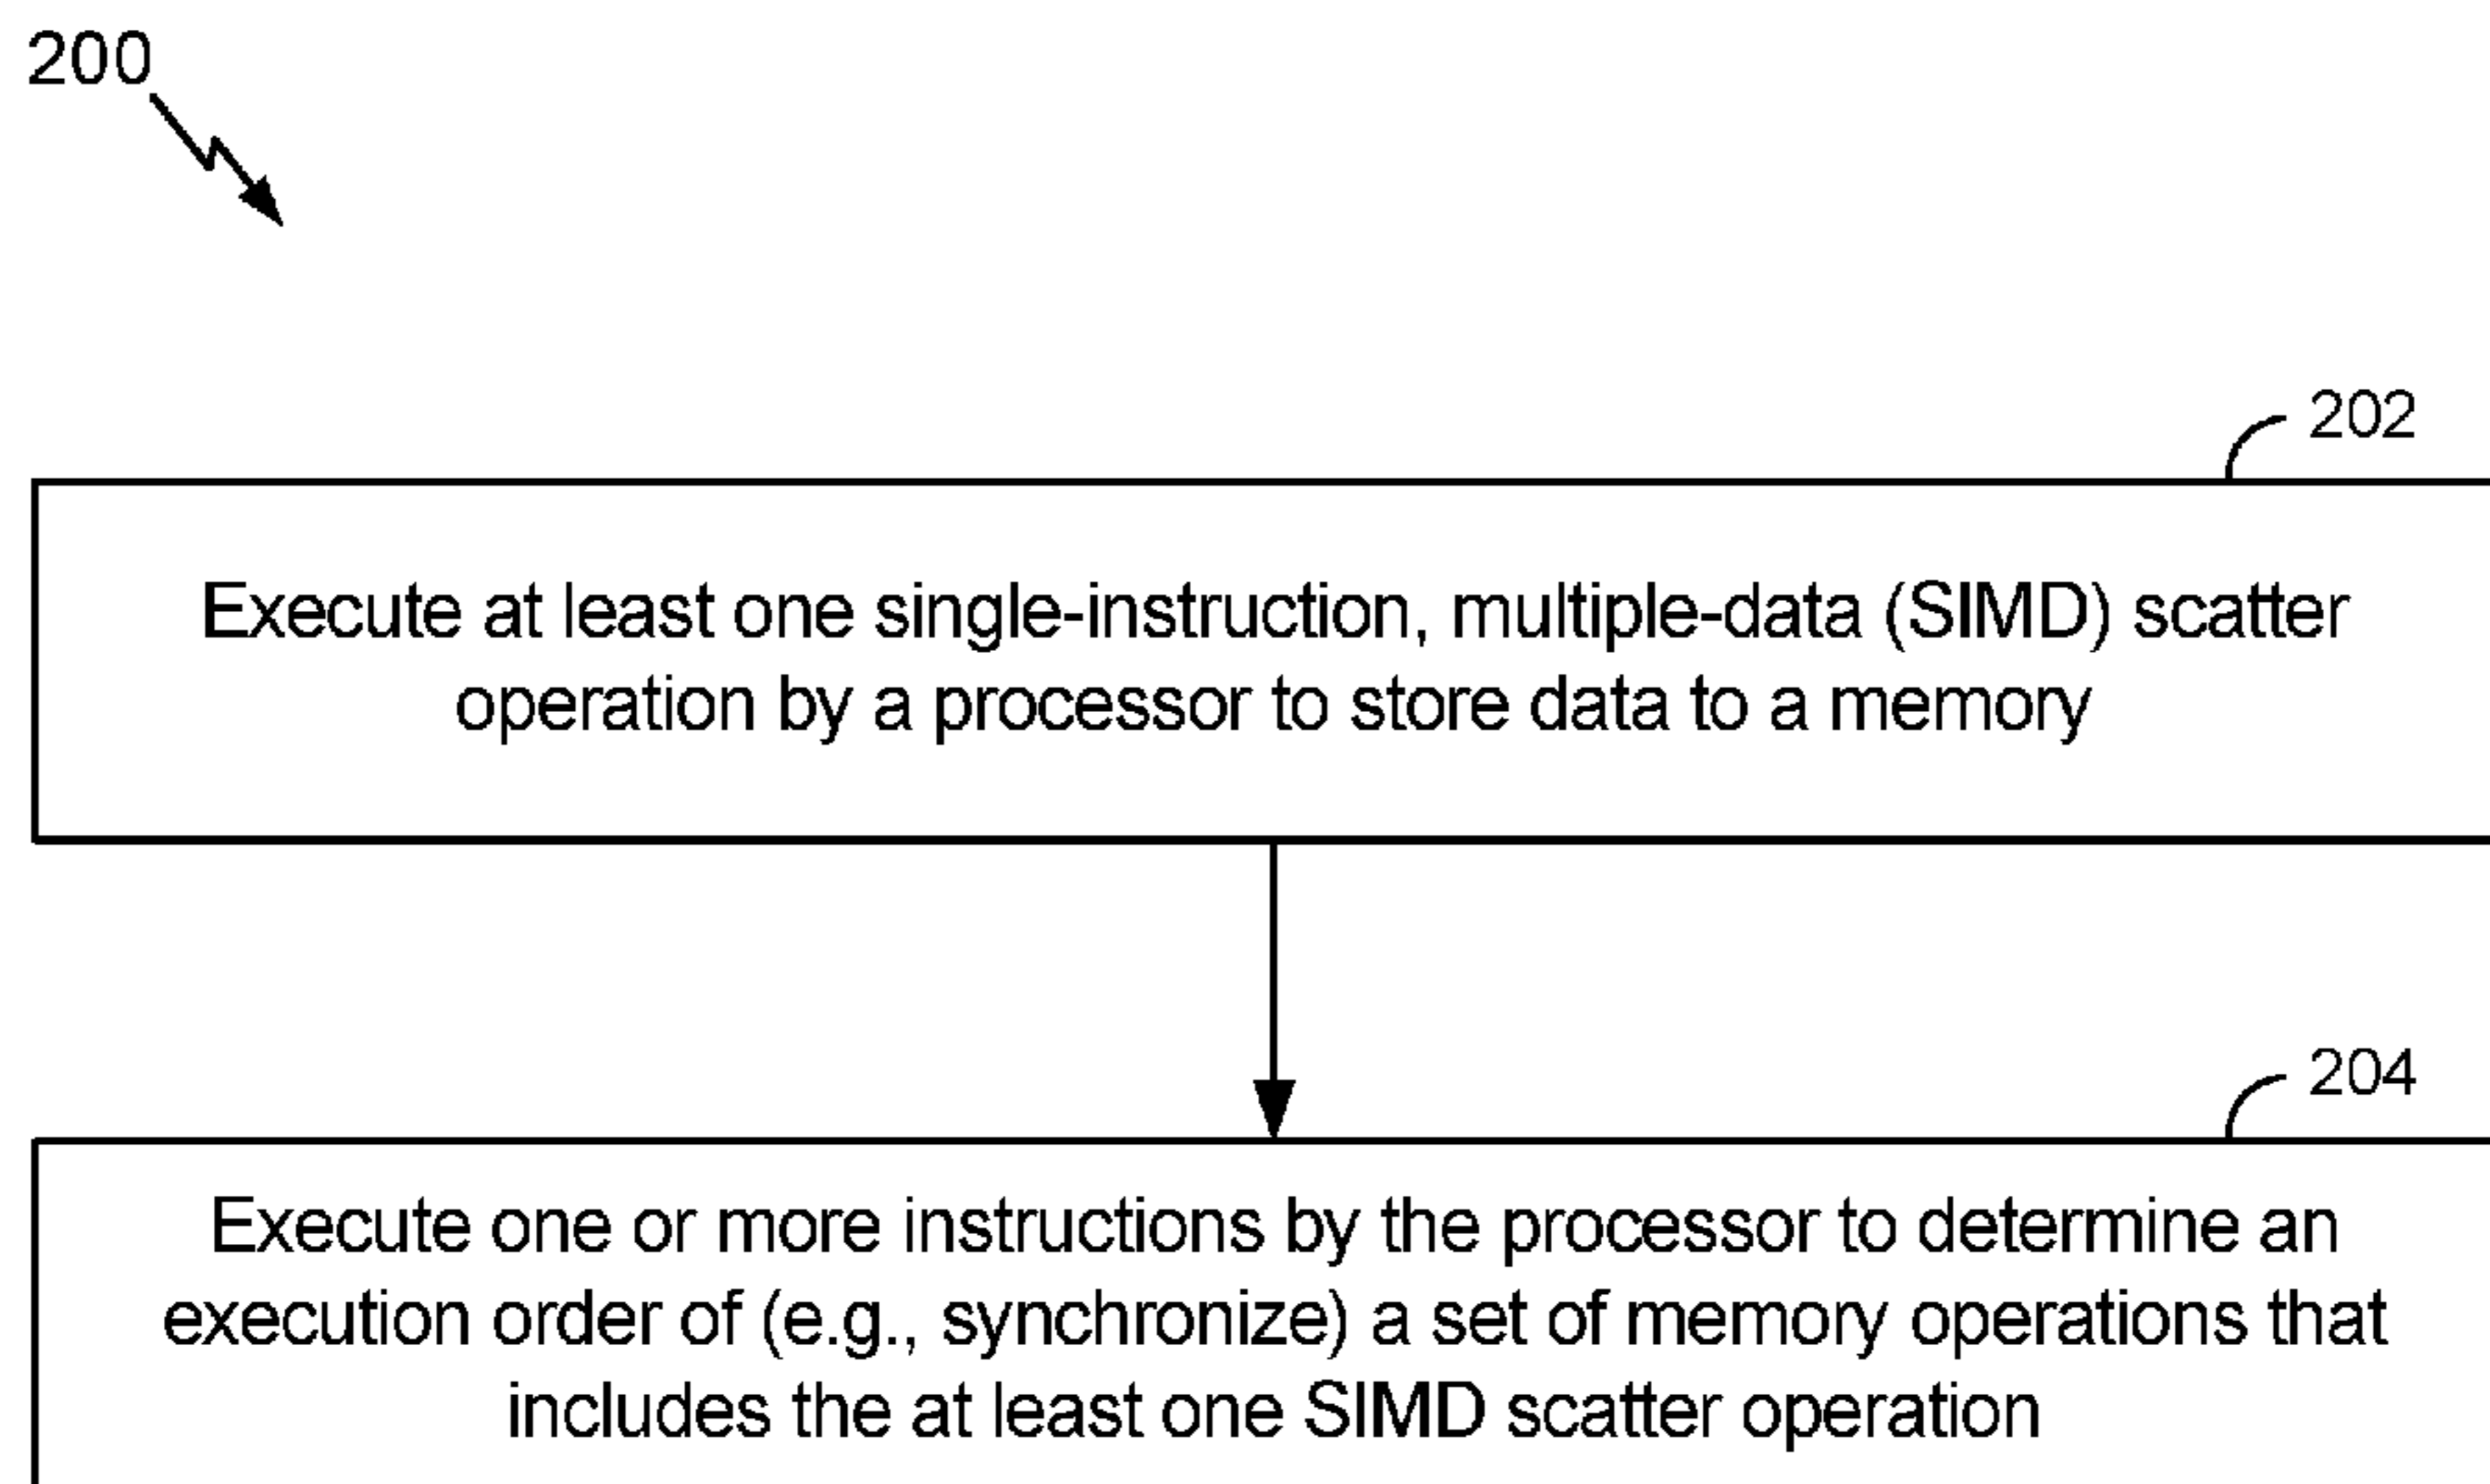 200
202
Execute at least one single-instruction, multiple-data (SIMD) scatter
operation by a processor to store data to a memory
204
Execute one or more instructions by the processor to determine an
execution order of (e.g., synchronize) a set of memory operations that
includes the at least one SIMD scatter operation